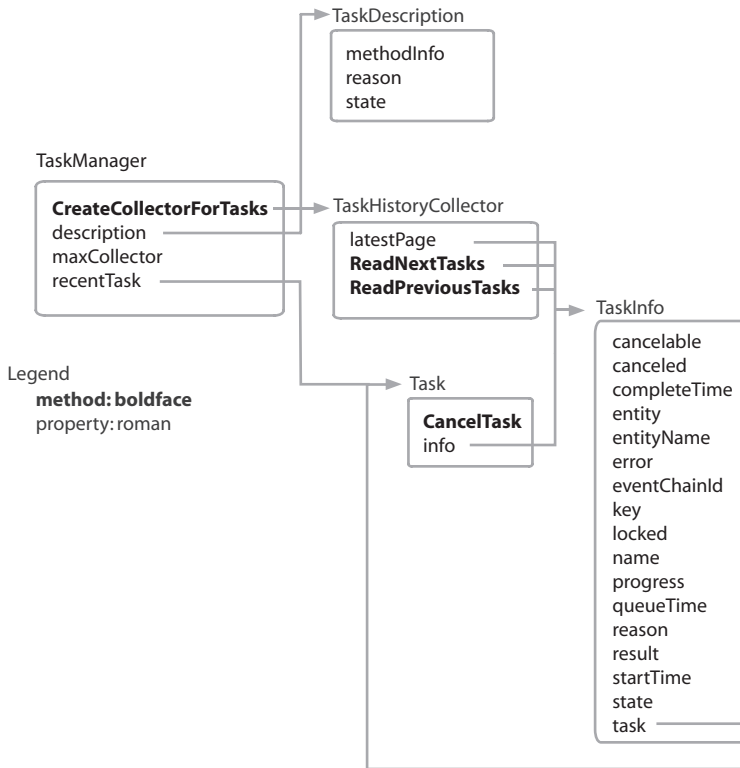 TaskDescription
methodInfo
reason
state
TaskManager
CreateCollectorForTasks
description
maxCollector
recentTask
TaskHistoryCollector
latestPage
ReadNextTasks
ReadPreviousTasks
TaskInfo
cancelable
canceled
completeTime
entity
entityName
error
eventChainId
key
locked
name
progress
queueTime
reason
result
startTime
state
task
Legend
method: boldface
property: roman
Task
CancelTask
info